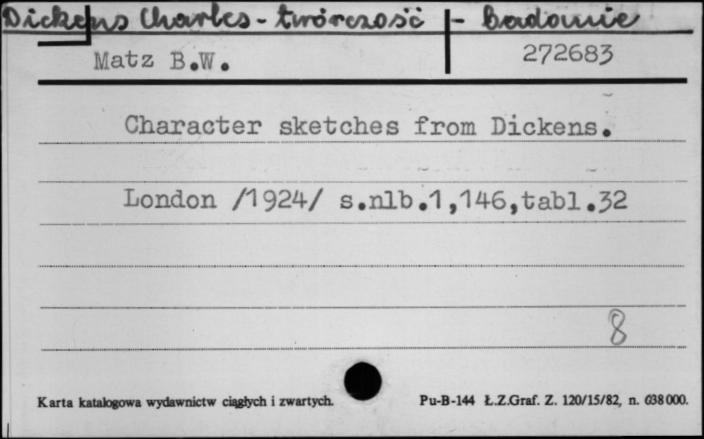 Dickens Charles - twórczość - badanie
Matz B.W.
272683
Character sketches from Dickens.
London /1924/ s.nlb.1,146,tabl.32
8
Karta katalogowa wydawnictw ciągłych i zwartych. Pu-B-144 Ł.Z.Graf. Z. 120/15/82, n. 638000.